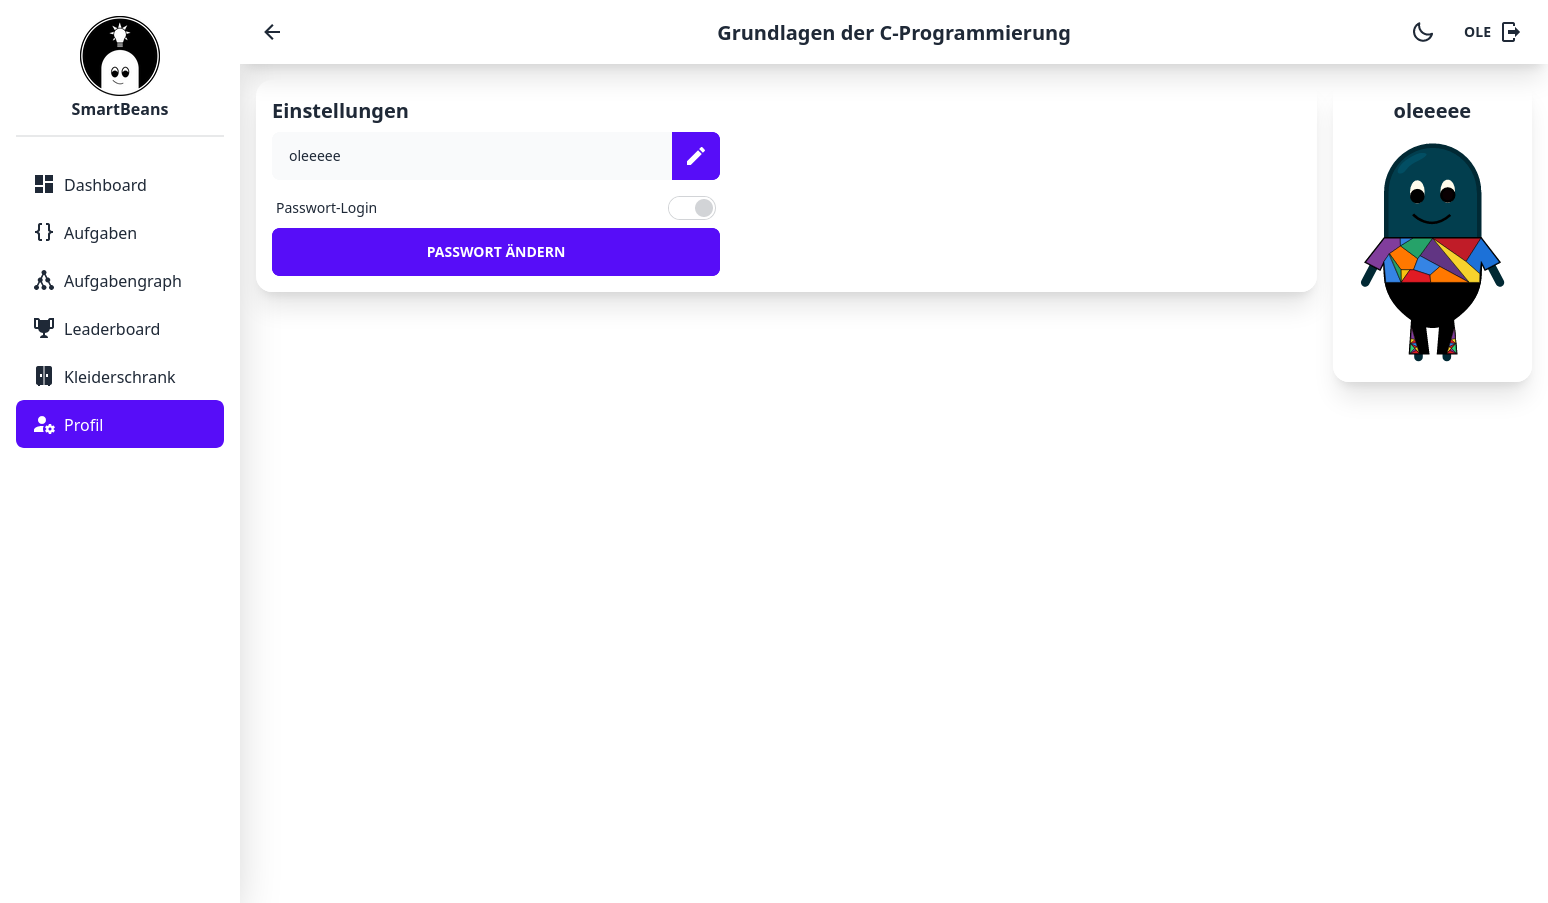 SmartBeans
Dashboard
Aufgaben
Aufgabengraph
Leaderboard
Kleiderschrank
Profil
Grundlagen der C-Programmierung
OLE
Einstellungen
oleeeee
Passwort-Login
PASSWORT ÄNDERN
oleeeee